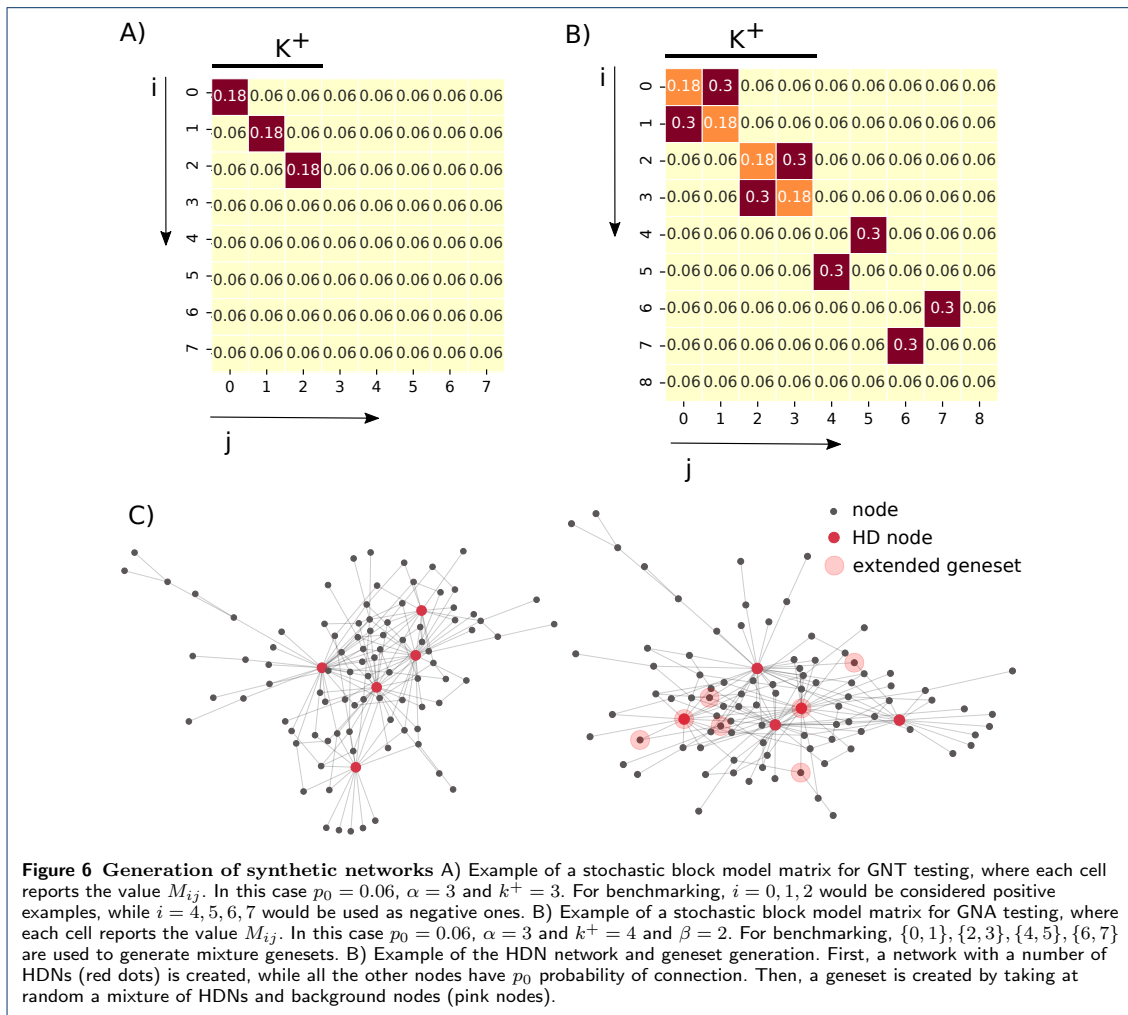 A)
K+
i
0 0.18 0.06 0.06 0.06 0.06 0.06 0.06 0.06
1 0.06 0.18 0.06 0.06 0.06 0.06 0.06 0.06
2 0.06 0.06 0.18 0.06 0.06 0.06 0.06 0.06
3 0.06 0.06 0.06 0.06 0.06 0.06 0.06 0.06
4 0.06 0.06 0.06 0.06 0.06 0.06 0.06 0.06
5 0.06 0.06 0.06 0.06 0.06 0.06 0.06 0.06
6 0.06 0.06 0.06 0.06 0.06 0.06 0.06 0.06
7 0.06 0.06 0.06 0.06 0.06 0.06 0.06 0.06
0 1 2 3 4 5 6 7
j
B)
K+
i
0 0.18 0.3 0.06 0.06 0.06 0.06 0.06 0.06 0.06
1 0.3 0.18 0.06 0.06 0.06 0.06 0.06 0.06 0.06
2 0.06 0.06 0.18 0.3 0.06 0.06 0.06 0.06 0.06
3 0.06 0.06 0.3 0.18 0.06 0.06 0.06 0.06 0.06
4 0.06 0.06 0.06 0.06 0.06 0.3 0.06 0.06 0.06
5 0.06 0.06 0.06 0.06 0.3 0.06 0.06 0.06 0.06
6 0.06 0.06 0.06 0.06 0.06 0.06 0.06 0.3 0.06
7 0.06 0.06 0.06 0.06 0.06 0.06 0.3 0.06 0.06
8 0.06 0.06 0.06 0.06 0.06 0.06 0.06 0.06 0.06
0 1 2 3 4 5 6 7 8
j
C)
node
HD node
extended geneset
Figure 6 Generation of synthetic networks A) Example of a stochastic block model matrix for GNT testing, where each cell
reports the value M_ij. In this case p_0 = 0.06, α = 3 and k^+ = 3. For benchmarking, i = 0, 1, 2 would be considered positive
examples, while i = 4, 5, 6, 7 would be used as negative ones. B) Example of a stochastic block model matrix for GNA testing, where
each cell reports the value M_ij. In this case p_0 = 0.06, α = 3 and k^+ = 4 and β = 2. For benchmarking, {0, 1}, {2, 3}, {4, 5}, {6, 7}
are used to generate mixture genesets. B) Example of the HDN network and geneset generation. First, a network with a number of
HDNs (red dots) is created, while all the other nodes have p_0 probability of connection. Then, a geneset is created by taking at
random a mixture of HDNs and background nodes (pink nodes).